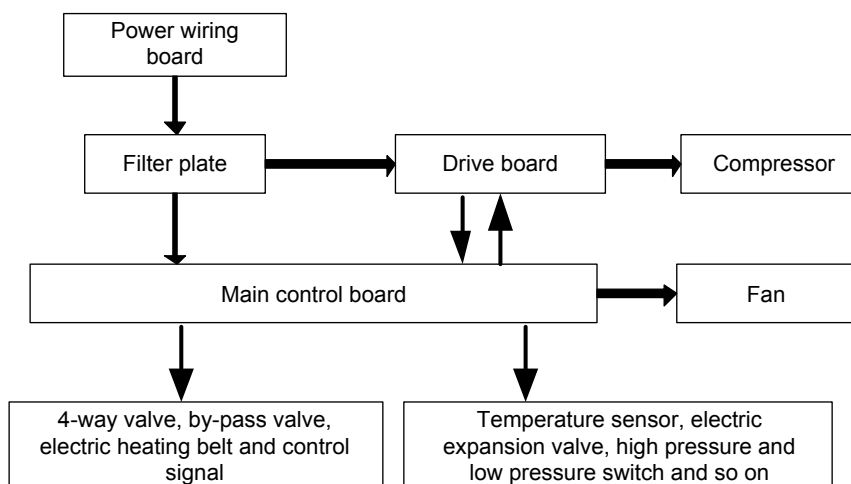 Power wiring
board
Filter plate
Drive board
Compressor
Main control board
Fan
4-way valve, by-pass valve,
electric heating belt and control
signal
Temperature sensor, electric
expansion valve, high pressure and
low pressure switch and so on